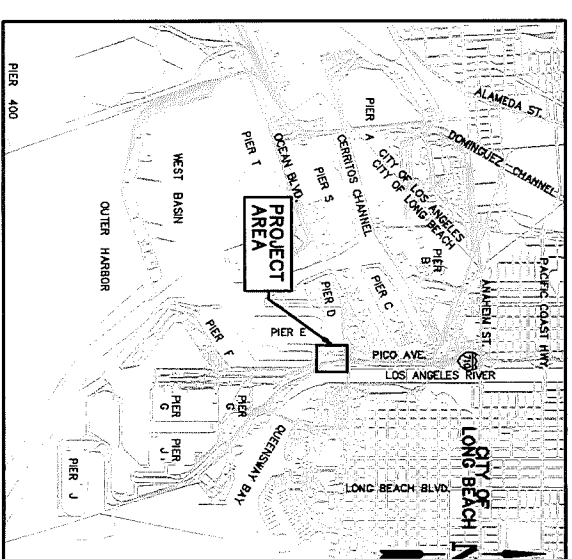 ALAMEDA ST.
DOMINGUEZ CHANNEL
PACIFIC COAST HWY.
PIER
A
CITY OF LOS ANGELES
CITY OF LONG BEACH
PIER
B
ANAHEIM ST.
CERRITOS CHANNEL
PIER 400
WEST BASIN
PIER T
OCEAN BLVD.
PIER S
OUTER HARBOR
PROJECT
AREA
PIER D
PIER C
PIER E
PICO AVE.
710
LOS ANGELES RIVER
PIER F
PIER
G
PIER
G
CITY OF
LONG BEACH
N
QUEENSWAY BAY
LONG BEACH BLVD.
PIER
J
PIER
J
PIER J